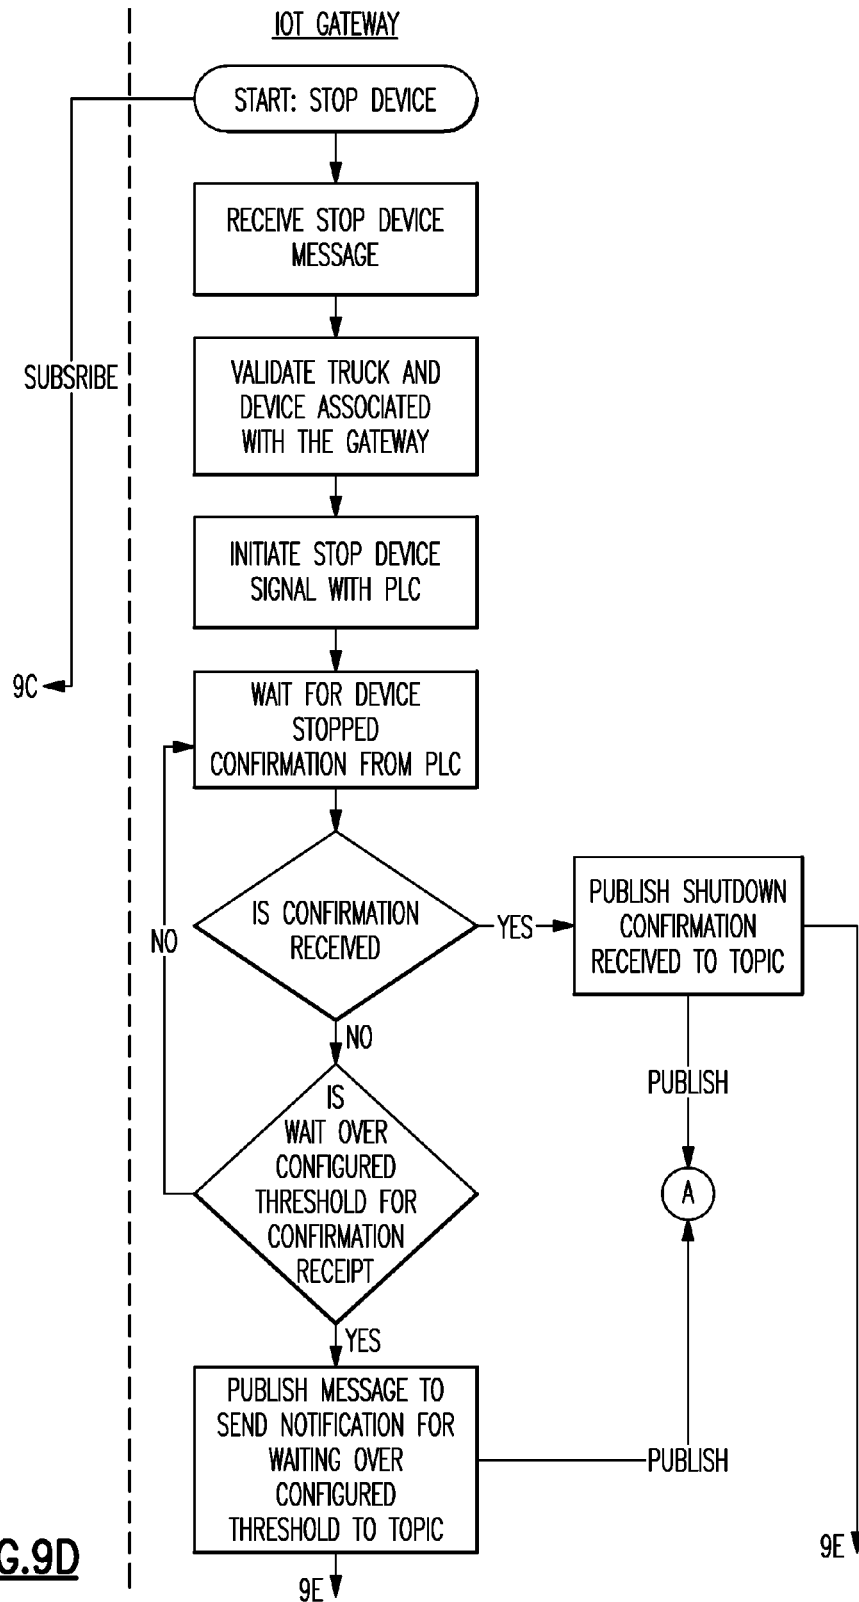 IOT GATEWAY
START: STOP DEVICE
RECEIVE STOP DEVICE
MESSAGE
SUBSRIBE
VALIDATE TRUCK AND
DEVICE ASSOCIATED
WITH THE GATEWAY
INITIATE STOP DEVICE
SIGNAL WITH PLC
9C
WAIT FOR DEVICE
STOPPED
CONFIRMATION FROM PLC
IS CONFIRMATION
RECEIVED
YES
PUBLISH SHUTDOWN
CONFIRMATION
RECEIVED TO TOPIC
NO
NO
PUBLISH
IS
WAIT OVER
CONFIGURED
THRESHOLD FOR
CONFIRMATION
RECEIPT
A
YES
PUBLISH MESSAGE TO
SEND NOTIFICATION FOR
WAITING OVER
CONFIGURED
THRESHOLD TO TOPIC
PUBLISH
9E
9E
G.9D